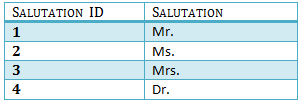 Salutation ID Salutation
1 Mr.
2 Ms.
3 Mrs.
4 Dr.